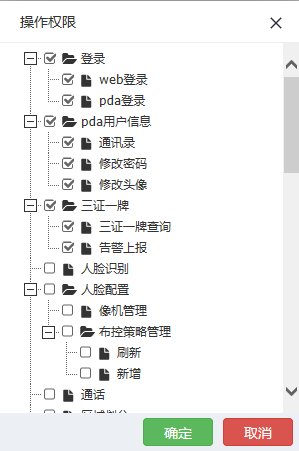 操作权限
登录
web登录
pda登录
pda用户信息
通讯录
修改密码
修改头像
三证一牌
三证一牌查询
告警上报
人脸识别
人脸配置
像机管理
布控策略管理
刷新
新增
通话
确定
取消